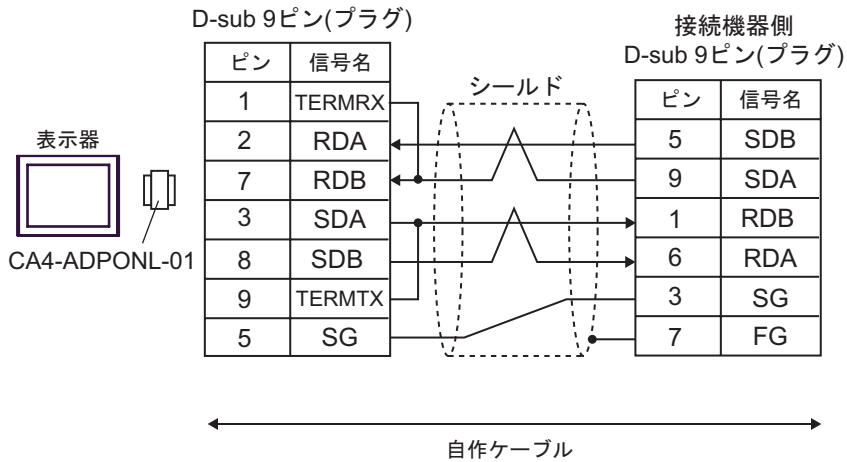 D-sub 9ピン(プラグ)
接続機器側
D-sub 9ピン(プラグ)
ピン 信号名
1 TERMRX
2 RDA
7 RDB
3 SDA
8 SDB
9 TERMTX
5 SG
シールド
ピン 信号名
5 SDB
9 SDA
1 RDB
6 RDA
3 SG
7 FG
表示器
CA4-ADPONL-01
自作ケーブル